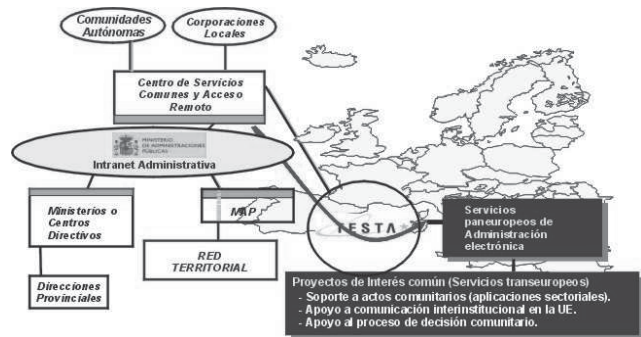 Comunidades
Autónomas
Corporaciones
Locales
Centro de Servicios
Comunes y Acceso
Remoto
MINISTERIO
DE ADMINISTRACIONES
PÚBLICAS
Intranet Administrativa
Ministerios o
Centros
Directivos
MAP
TESTA
Servicios
paneuropeos de
Administración
electrónica
RED
TERRITORIAL
Direcciones
Provinciales
Proyectos de Interés común (Servicios transeuropeos)
- Soporte a actos comunitarios (aplicaciones sectoriales).
- Apoyo a comunicación interinstitucional en la UE.
- Apoyo al proceso de decisión comunitario.